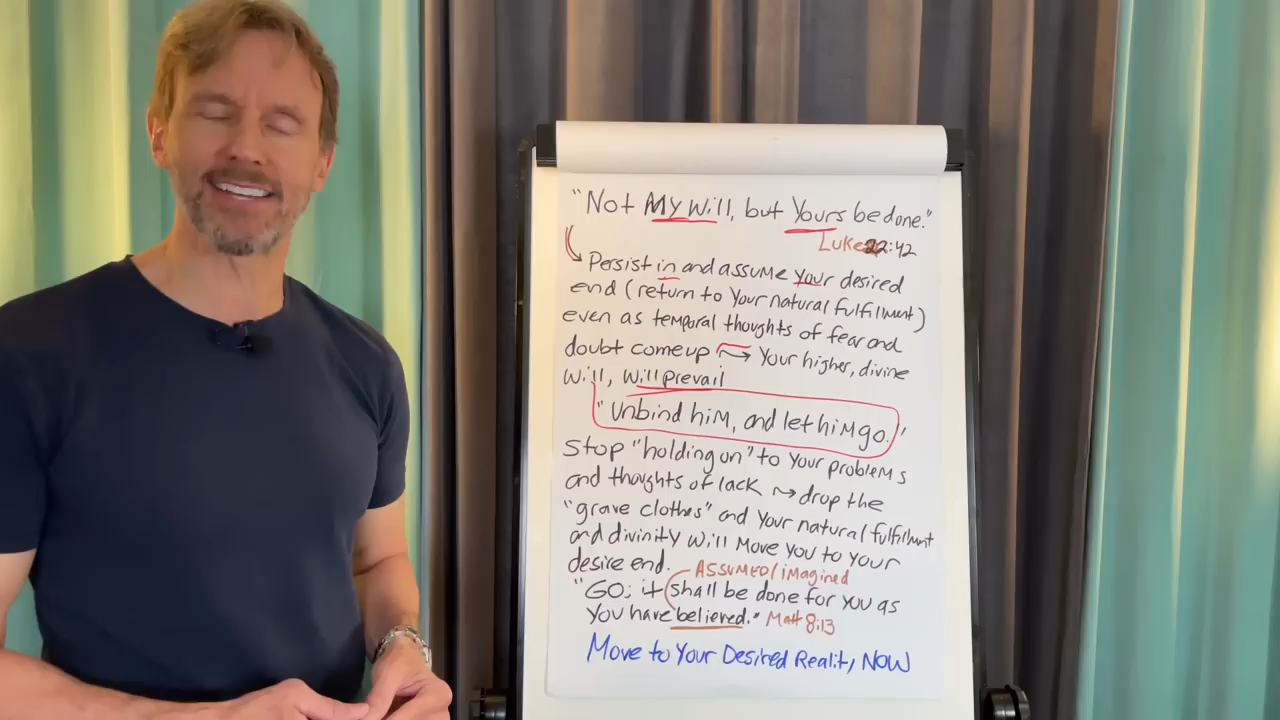 "Not My Will, but Yours be done."
Luke 22:42
Persist in and assume your desired
end (return to Your natural fulfillment)
even as temporal thoughts of fear and
doubt come up → Your higher, divine
Will, will prevail
"Unbind him, and let him go."
Stop "holding on" to your problems
and thoughts of lack → drop the
"grave clothes" and Your natural fulfillment
and divinity will Move you to your
desire end.
Assumed/imagined
"GO; it shall be done for you as
You have believed." Matt 8:13
Move to Your Desired Reality, NOW